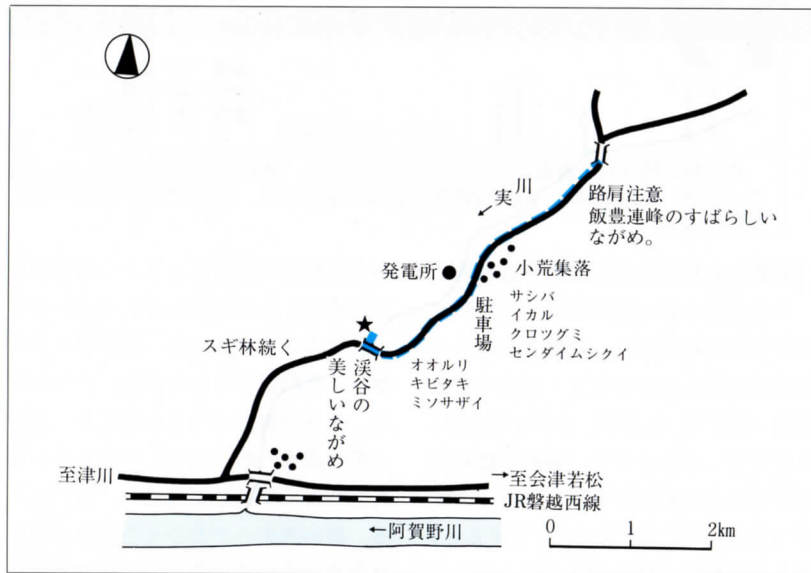 実川
路肩注意
飯豊連峰のすばらしい
ながめ。
発電所
小荒集落
駐車場
サシバ
イカル
クロツグミ
センダイムシクイ
スギ林続く
渓谷の
美しいながめ
オオルリ
キビタキ
ミソサザイ
至津川
至会津若松
JR磐越西線
←阿賀野川
0 1 2km